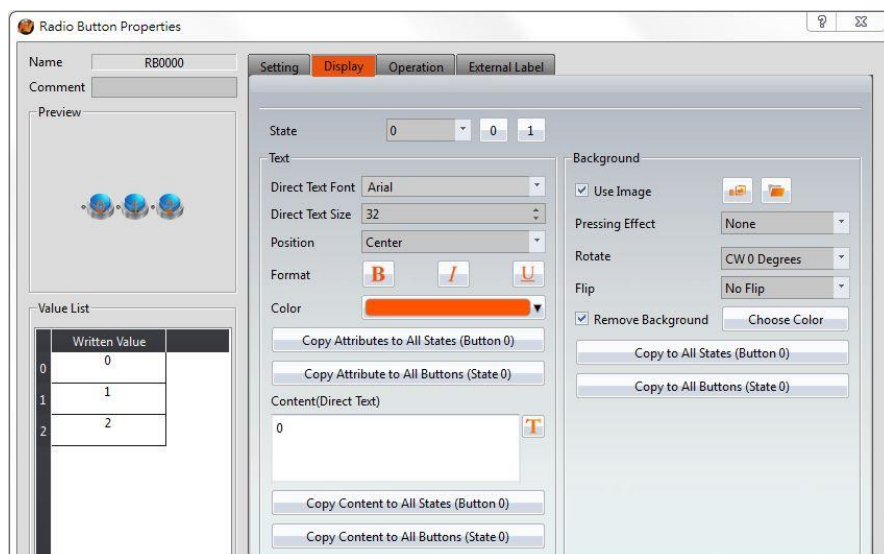 Radio Button Properties
Name RB0000
Comment
Preview
Value List
Written Value
0 0
1 1
2 2
Setting Display Operation External Label
State 0 0 1
Text
Direct Text Font Arial
Direct Text Size 32
Position Center
Format B I U
Color
Copy Attributes to All States (Button 0)
Copy Attribute to All Buttons (State 0)
Content(Direct Text)
0 T
Copy Content to All States (Button 0)
Copy Content to All Buttons (State 0)
Background
Use Image
Pressing Effect None
Rotate CW 0 Degrees
Flip No Flip
Remove Background Choose Color
Copy to All States (Button 0)
Copy to All Buttons (State 0)